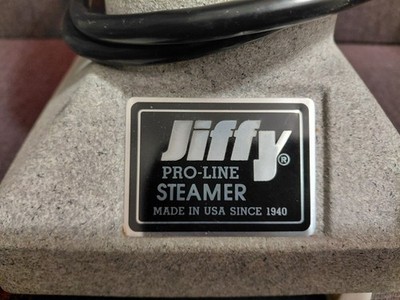 Jiffy®
PRO-LINE
STEAMER
MADE IN USA SINCE 1940